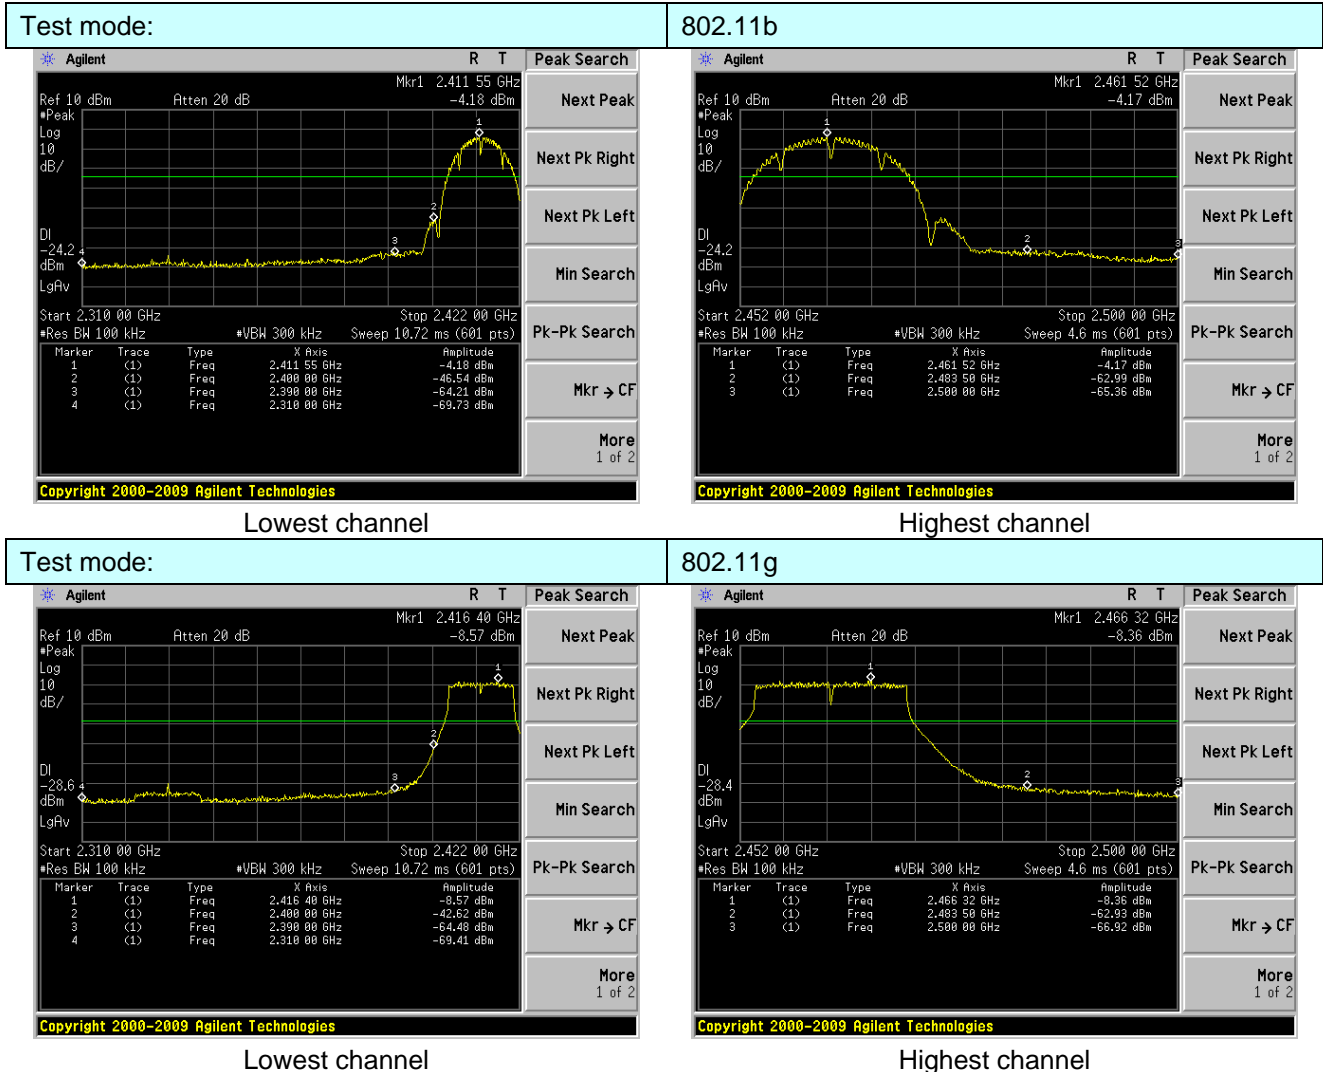 Test mode: 802.11b
Agilent R T Peak Search
Mkr1 2.411 55 GHz
Ref 10 dBm Atten 20 dB -4.18 dBm
#Peak
Log
10
dB/
1
2
3
4
DI
-24.2
dBm
LgAv
Start 2.310 00 GHz Stop 2.422 00 GHz
#Res BW 100 kHz #VBW 300 kHz Sweep 10.72 ms (601 pts)
Marker Trace Type X Axis Amplitude
1 (1) Freq 2.411 55 GHz -4.18 dBm
2 (1) Freq 2.400 00 GHz -46.54 dBm
3 (1) Freq 2.390 00 GHz -64.21 dBm
4 (1) Freq 2.310 00 GHz -69.73 dBm
Copyright 2000-2009 Agilent Technologies
Next Peak
Next Pk Right
Next Pk Left
Min Search
Pk-Pk Search
Mkr → CF
More
1 of 2
Lowest channel
Agilent R T Peak Search
Mkr1 2.461 52 GHz
Ref 10 dBm Atten 20 dB -4.17 dBm
#Peak
Log
10
dB/
1
2
3
DI
-24.2
dBm
LgAv
Start 2.452 00 GHz Stop 2.500 00 GHz
#Res BW 100 kHz #VBW 300 kHz Sweep 4.6 ms (601 pts)
Marker Trace Type X Axis Amplitude
1 (1) Freq 2.461 52 GHz -4.17 dBm
2 (1) Freq 2.483 50 GHz -62.99 dBm
3 (1) Freq 2.500 00 GHz -65.36 dBm
Copyright 2000-2009 Agilent Technologies
Next Peak
Next Pk Right
Next Pk Left
Min Search
Pk-Pk Search
Mkr → CF
More
1 of 2
Highest channel
Test mode: 802.11g
Agilent R T Peak Search
Mkr1 2.416 40 GHz
Ref 10 dBm Atten 20 dB -8.57 dBm
#Peak
Log
10
dB/
1
2
3
4
DI
-28.6
dBm
LgAv
Start 2.310 00 GHz Stop 2.422 00 GHz
#Res BW 100 kHz #VBW 300 kHz Sweep 10.72 ms (601 pts)
Marker Trace Type X Axis Amplitude
1 (1) Freq 2.416 40 GHz -8.57 dBm
2 (1) Freq 2.400 00 GHz -42.62 dBm
3 (1) Freq 2.390 00 GHz -64.48 dBm
4 (1) Freq 2.310 00 GHz -69.41 dBm
Copyright 2000-2009 Agilent Technologies
Next Peak
Next Pk Right
Next Pk Left
Min Search
Pk-Pk Search
Mkr → CF
More
1 of 2
Lowest channel
Agilent R T Peak Search
Mkr1 2.466 32 GHz
Ref 10 dBm Atten 20 dB -8.36 dBm
#Peak
Log
10
dB/
1
2
3
DI
-28.4
dBm
LgAv
Start 2.452 00 GHz Stop 2.500 00 GHz
#Res BW 100 kHz #VBW 300 kHz Sweep 4.6 ms (601 pts)
Marker Trace Type X Axis Amplitude
1 (1) Freq 2.466 32 GHz -8.36 dBm
2 (1) Freq 2.483 50 GHz -62.93 dBm
3 (1) Freq 2.500 00 GHz -66.92 dBm
Copyright 2000-2009 Agilent Technologies
Next Peak
Next Pk Right
Next Pk Left
Min Search
Pk-Pk Search
Mkr → CF
More
1 of 2
Highest channel